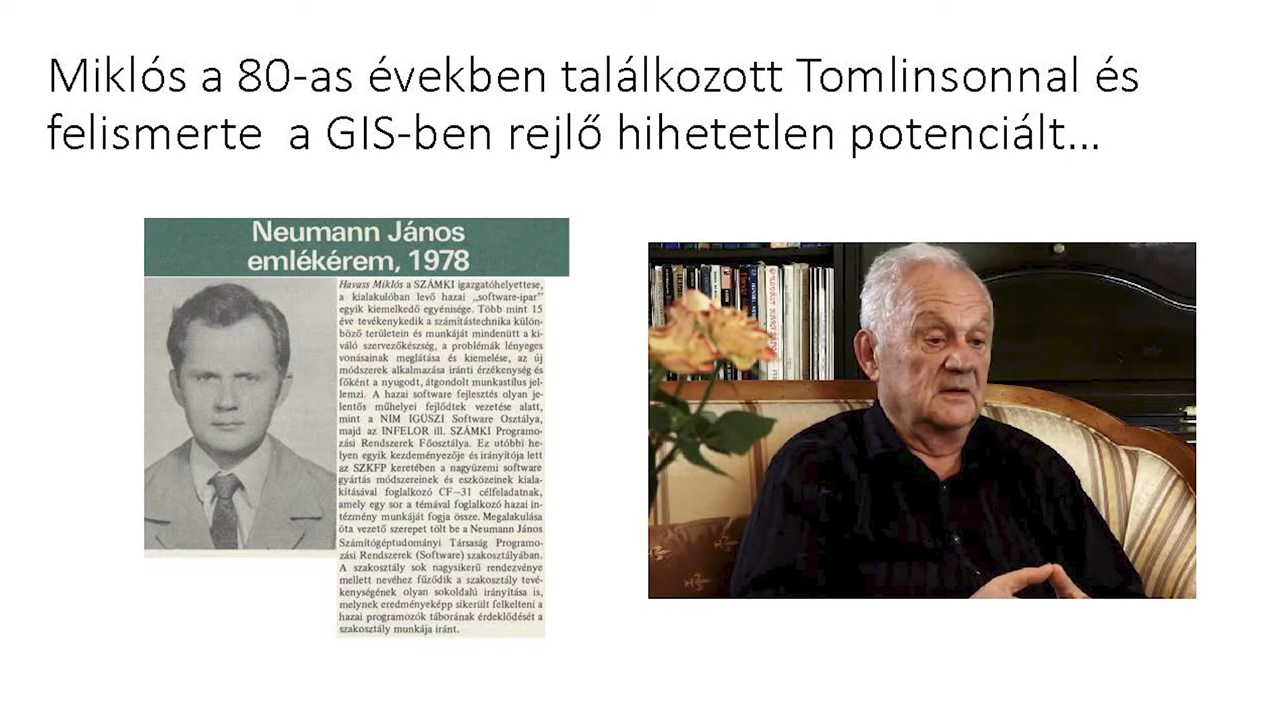 Miklós a 80-as években találkozott Tomlinsonnal és
felismerte  a GIS-ben rejlő hihetetlen potenciált...
Neumann János
emlékérem, 1978
Havass Miklós a SZÁMKI igazgatóhelyettese,
a kialakulóban levő hazai „software-ipar”
egyik kiemelkedő egyénisége. Több mint 15
éve tevékenykedik a számítástechnika külön-
böző területein és munkáját mindenütt a ki-
váló szervezőkészség, a problémák lényeges
vonásainak meglátása és kiemelése, az új
módszerek alkalmazása iránti érzékenység és
főként a nyugodt, átgondolt munkastílus jel-
lemzi. A hazai software fejlesztés olyan je-
lentős műhelyei fejlődtek vezetése alatt,
mint a NIM IGÜSZI Software Osztálya,
majd az INFELOR ill. SZÁMKI Programo-
zási Rendszerek Főosztálya. Ez utóbbi he-
lyen egyik kezdeményezője és irányítója lett
az SZKFP keretében a nagyüzemi software
gyártás módszereinek és eszközeinek kiala-
kításával foglalkozó CF—31 célfeladatnak,
amely egy sor a témával foglalkozó hazai in-
tézmény munkáját fogja össze. Megalakulása
óta vezető szerepet tölt be a Neumann János
Számítógéptudományi Társaság Programo-
zási Rendszerek (Software) szakosztályában.
A szakosztály sok nagysikerű rendezvénye
mellett nevéhez fűződik a szakosztály tevé-
kenységének olyan sokoldalú irányítása is,
melynek eredményeképp sikerült felkelteni a
hazai programozók táborának érdeklődését a
szakosztály munkája iránt.